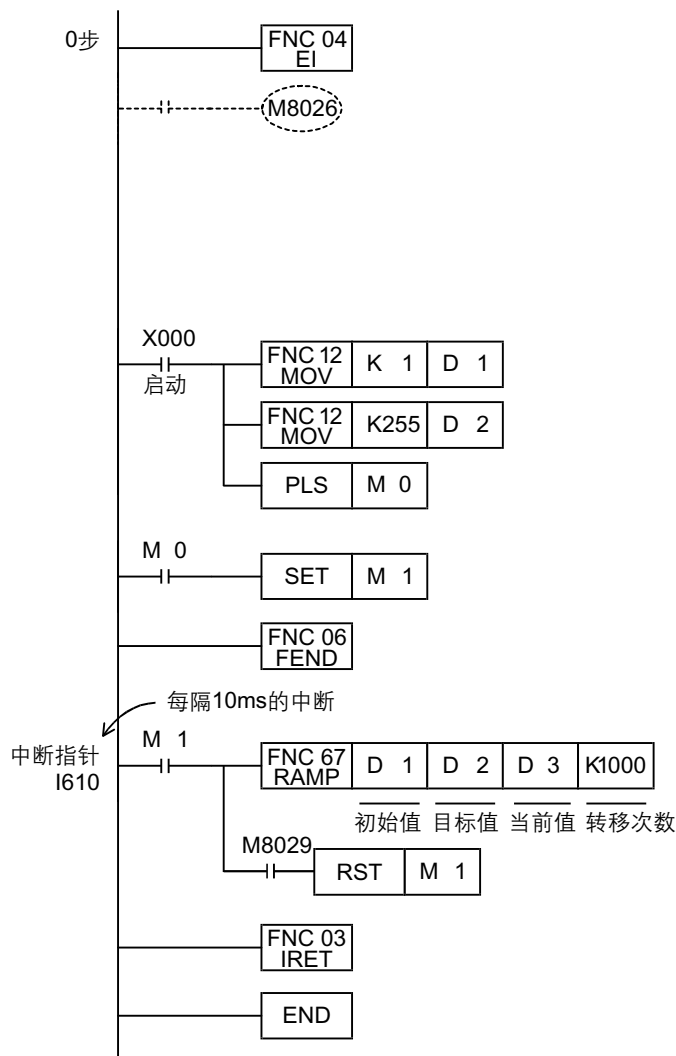 0步
FNC 04
EI
M8026
X000
启动
FNC 12
MOV
K 1
D 1
FNC 12
MOV
K255
D 2
PLS
M 0
M 0
SET
M 1
FNC 06
FEND
每隔10ms的中断
中断指针
I610
M 1
FNC 67
RAMP
D 1
D 2
D 3
K1000
初始值
目标值
当前值
转移次数
M8029
RST
M 1
FNC 03
IRET
END